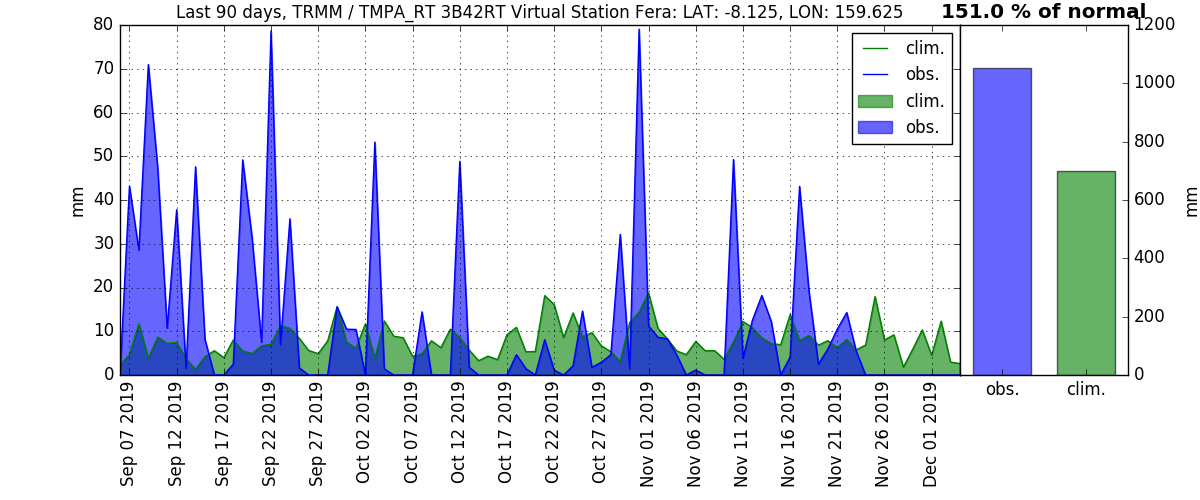 Last 90 days, TRMM / TMPA_RT 3B42RT Virtual Station Fera: LAT: -8.125, LON: 159.625
151.0 % of normal
mm
80
70
60
50
40
30
20
10
0
clim.
obs.
clim.
obs.
Sep 07 2019
Sep 12 2019
Sep 17 2019
Sep 22 2019
Sep 27 2019
Oct 02 2019
Oct 07 2019
Oct 12 2019
Oct 17 2019
Oct 22 2019
Oct 27 2019
Nov 01 2019
Nov 06 2019
Nov 11 2019
Nov 16 2019
Nov 21 2019
Nov 26 2019
Dec 01 2019
1200
1000
800
600
400
200
0
mm
obs.
clim.